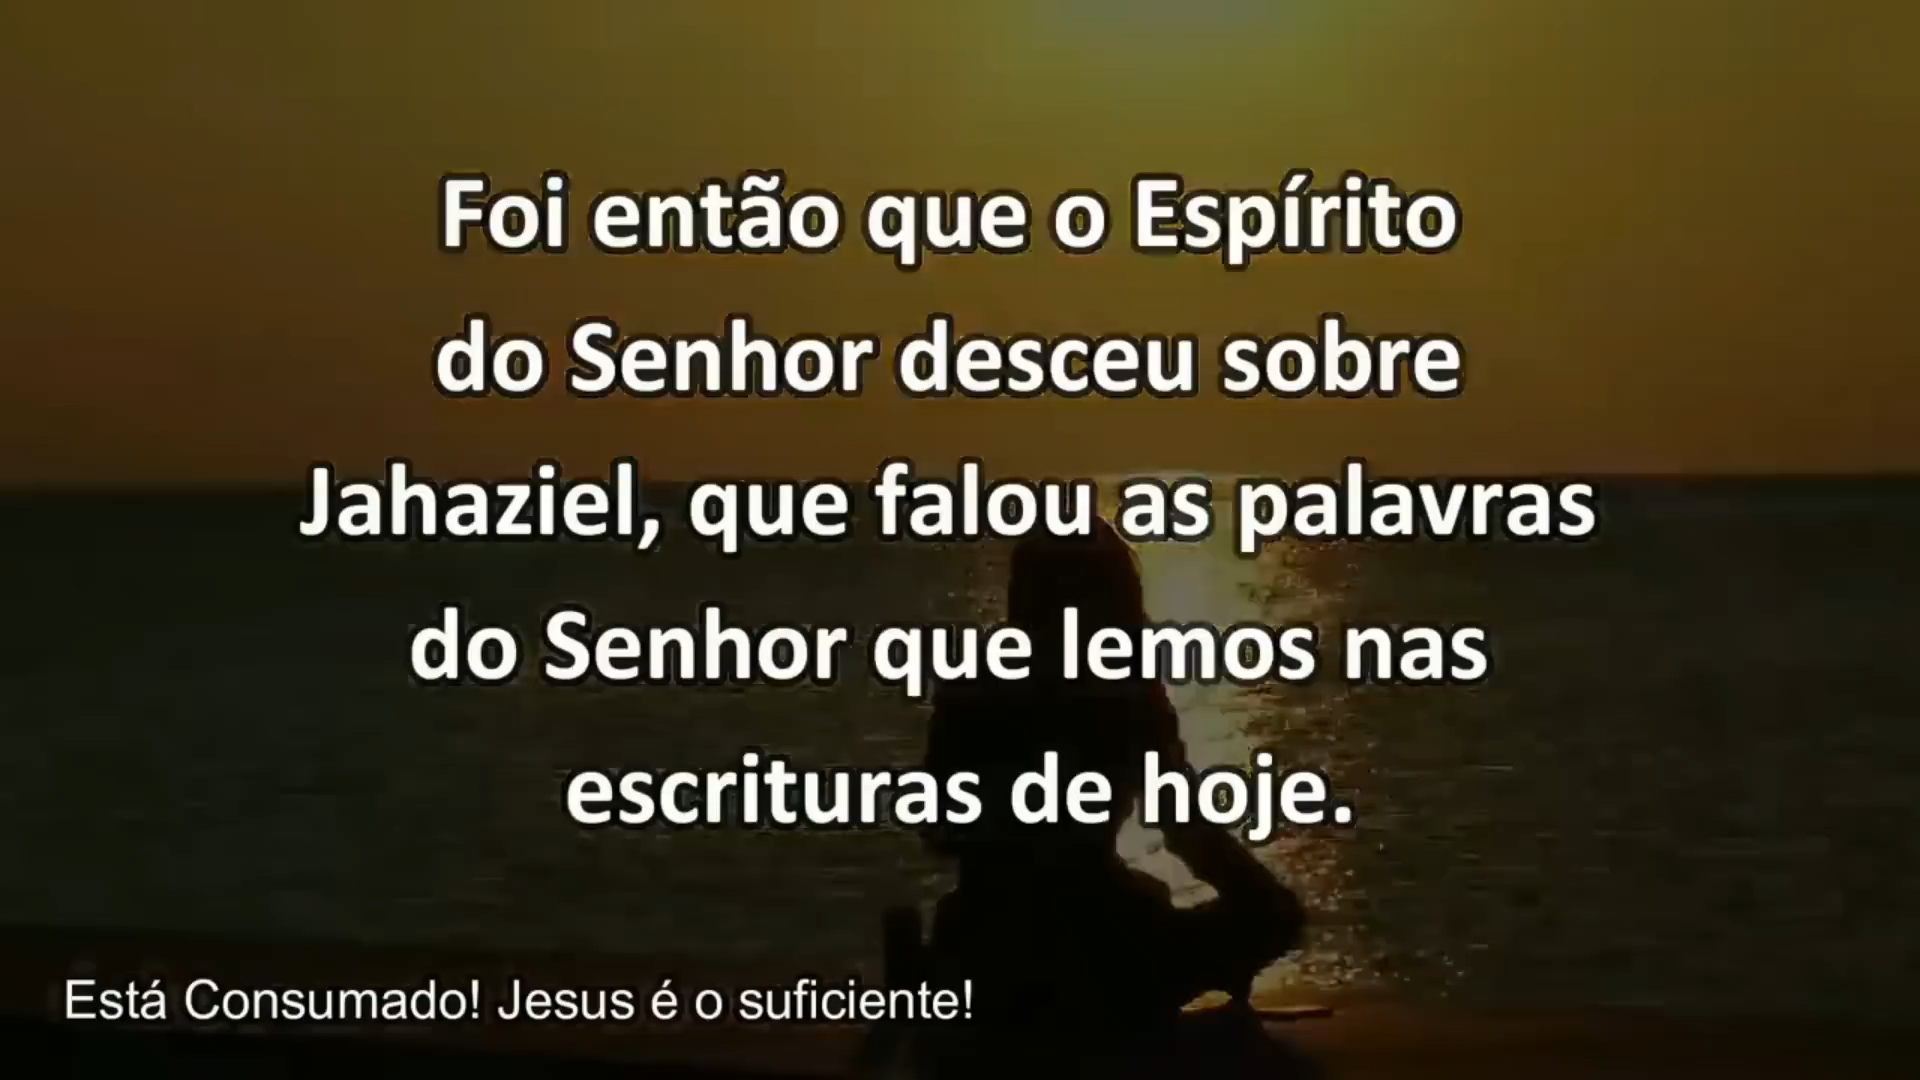 Foi então que o Espírito
do Senhor desceu sobre
Jahaziel, que falou as palavras
do Senhor que lemos nas
escrituras de hoje.
Está Consumado! Jesus é o suficiente!